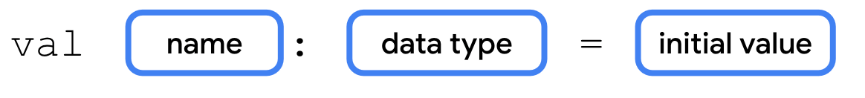 val name : data type = initial value